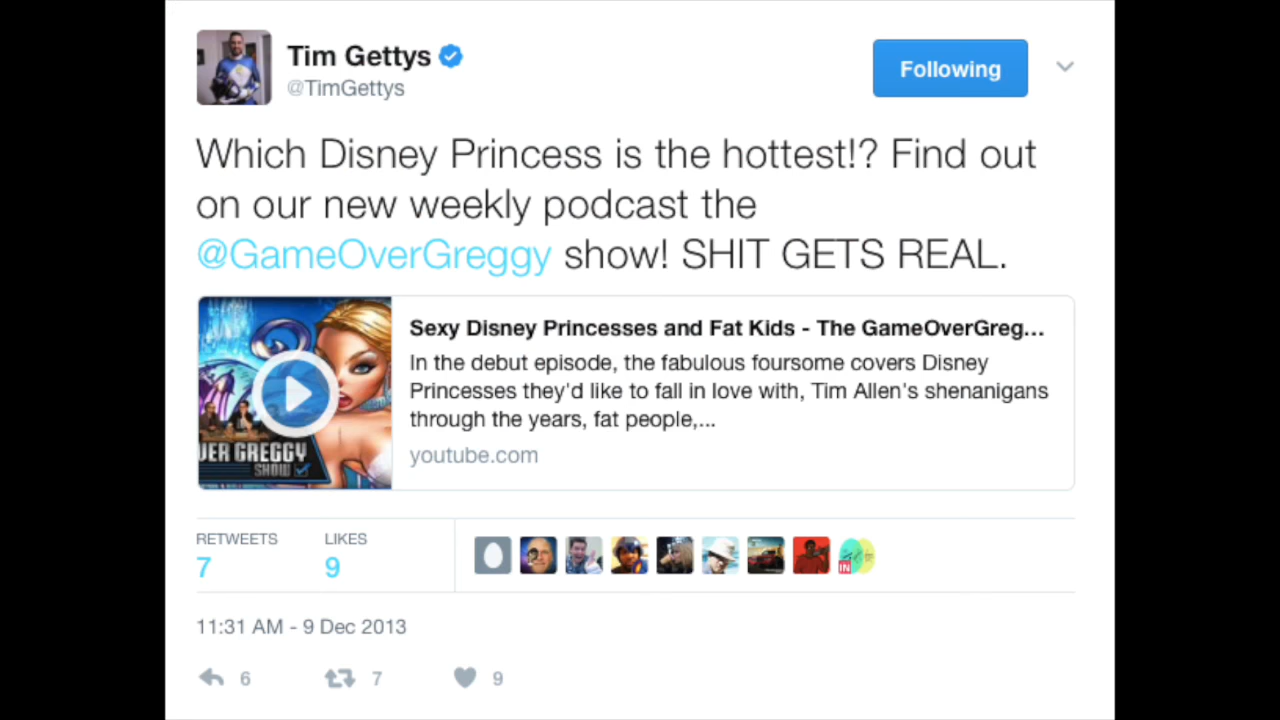 Tim Gettys
@TimGettys
Following
Which Disney Princess is the hottest!? Find out
on our new weekly podcast the
@GameOverGreggy show! SHIT GETS REAL.
Sexy Disney Princesses and Fat Kids - The GameOverGreg...
In the debut episode, the fabulous foursome covers Disney
Princesses they'd like to fall in love with, Tim Allen's shenanigans
through the years, fat people,...
youtube.com
VER GREGGY
SHOW
RETWEETS LIKES
7 9
IN
11:31 AM - 9 Dec 2013
6 7 9